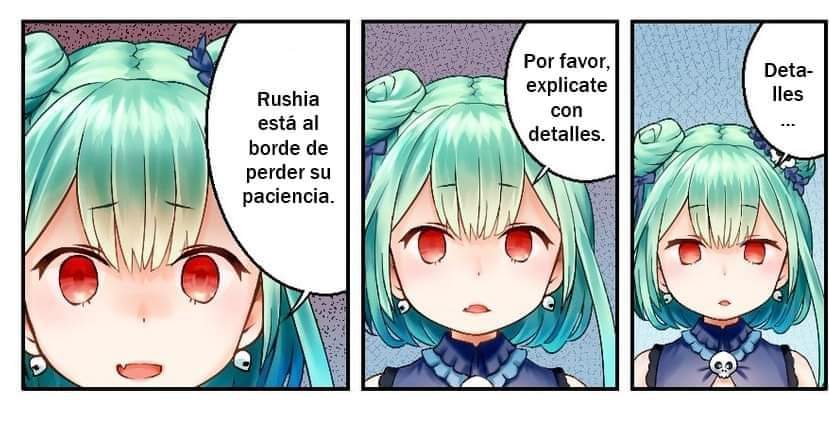 Rushia
está al
borde de
perder su
paciencia.
Por favor,
explicate
con
detalles.
Deta-
lles
...